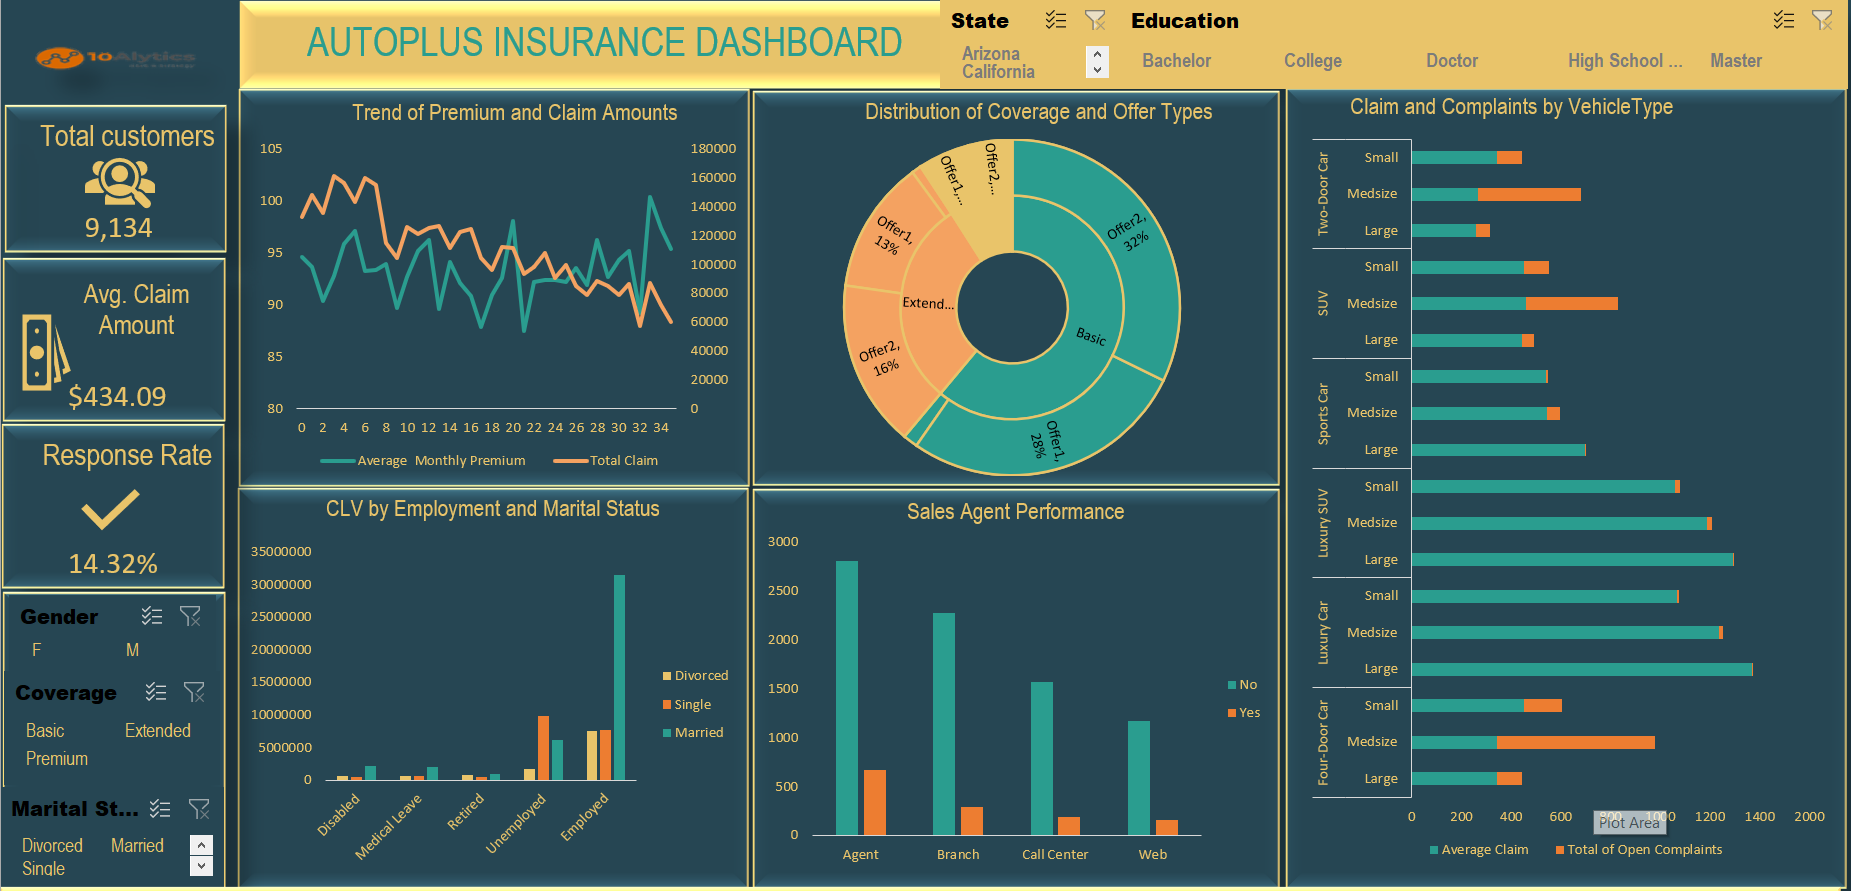 10Alytics
AUTOPLUS INSURANCE DASHBOARD
State
Arizona
California
Education
Bachelor
College
Doctor
High School ...
Master
Total customers
9,134
Avg. Claim
Amount
$434.09
Response Rate
14.32%
Gender
F
M
Coverage
Basic
Extended
Premium
Marital St...
Divorced
Married
Single
Trend of Premium and Claim Amounts
105
100
95
90
85
80
180000
160000
140000
120000
100000
80000
60000
40000
20000
0
0 2 4 6 8 10 12 14 16 18 20 22 24 26 28 30 32 34
Average Monthly Premium
Total Claim
Distribution of Coverage and Offer Types
Offer1,...
Offer2,...
Offer2,
32%
Offer1,
13%
Extend...
Basic
Offer2,
16%
Offer1,
28%
Claim and Complaints by VehicleType
Two-Door Car
Small
Medsize
Large
SUV
Small
Medsize
Large
Sports Car
Small
Medsize
Large
Luxury SUV
Small
Medsize
Large
Luxury Car
Small
Medsize
Large
Four-Door Car
Small
Medsize
Large
0 200 400 600 800 1000 1200 1400 2000
Plot Area
Average Claim
Total of Open Complaints
CLV by Employment and Marital Status
35000000
30000000
25000000
20000000
15000000
10000000
5000000
0
Disabled
Medical Leave
Retired
Unemployed
Employed
Divorced
Single
Married
Sales Agent Performance
3000
2500
2000
1500
1000
500
0
Agent
Branch
Call Center
Web
No
Yes